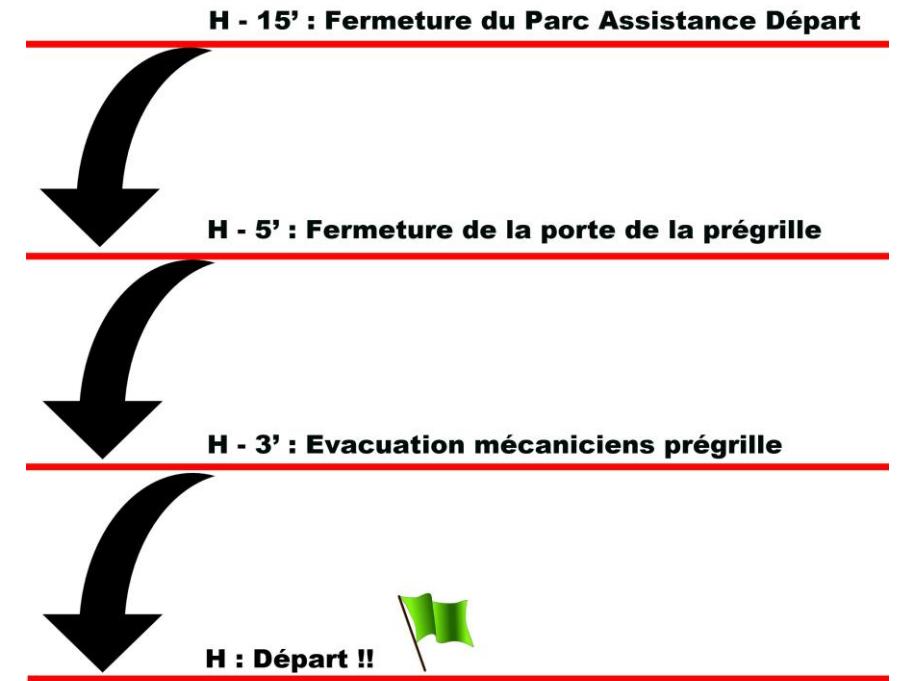 H - 15’ : Fermeture du Parc Assistance Départ
H - 5’ : Fermeture de la porte de la prégrille
H - 3’ : Evacuation mécaniciens prégrille
H : Départ !!